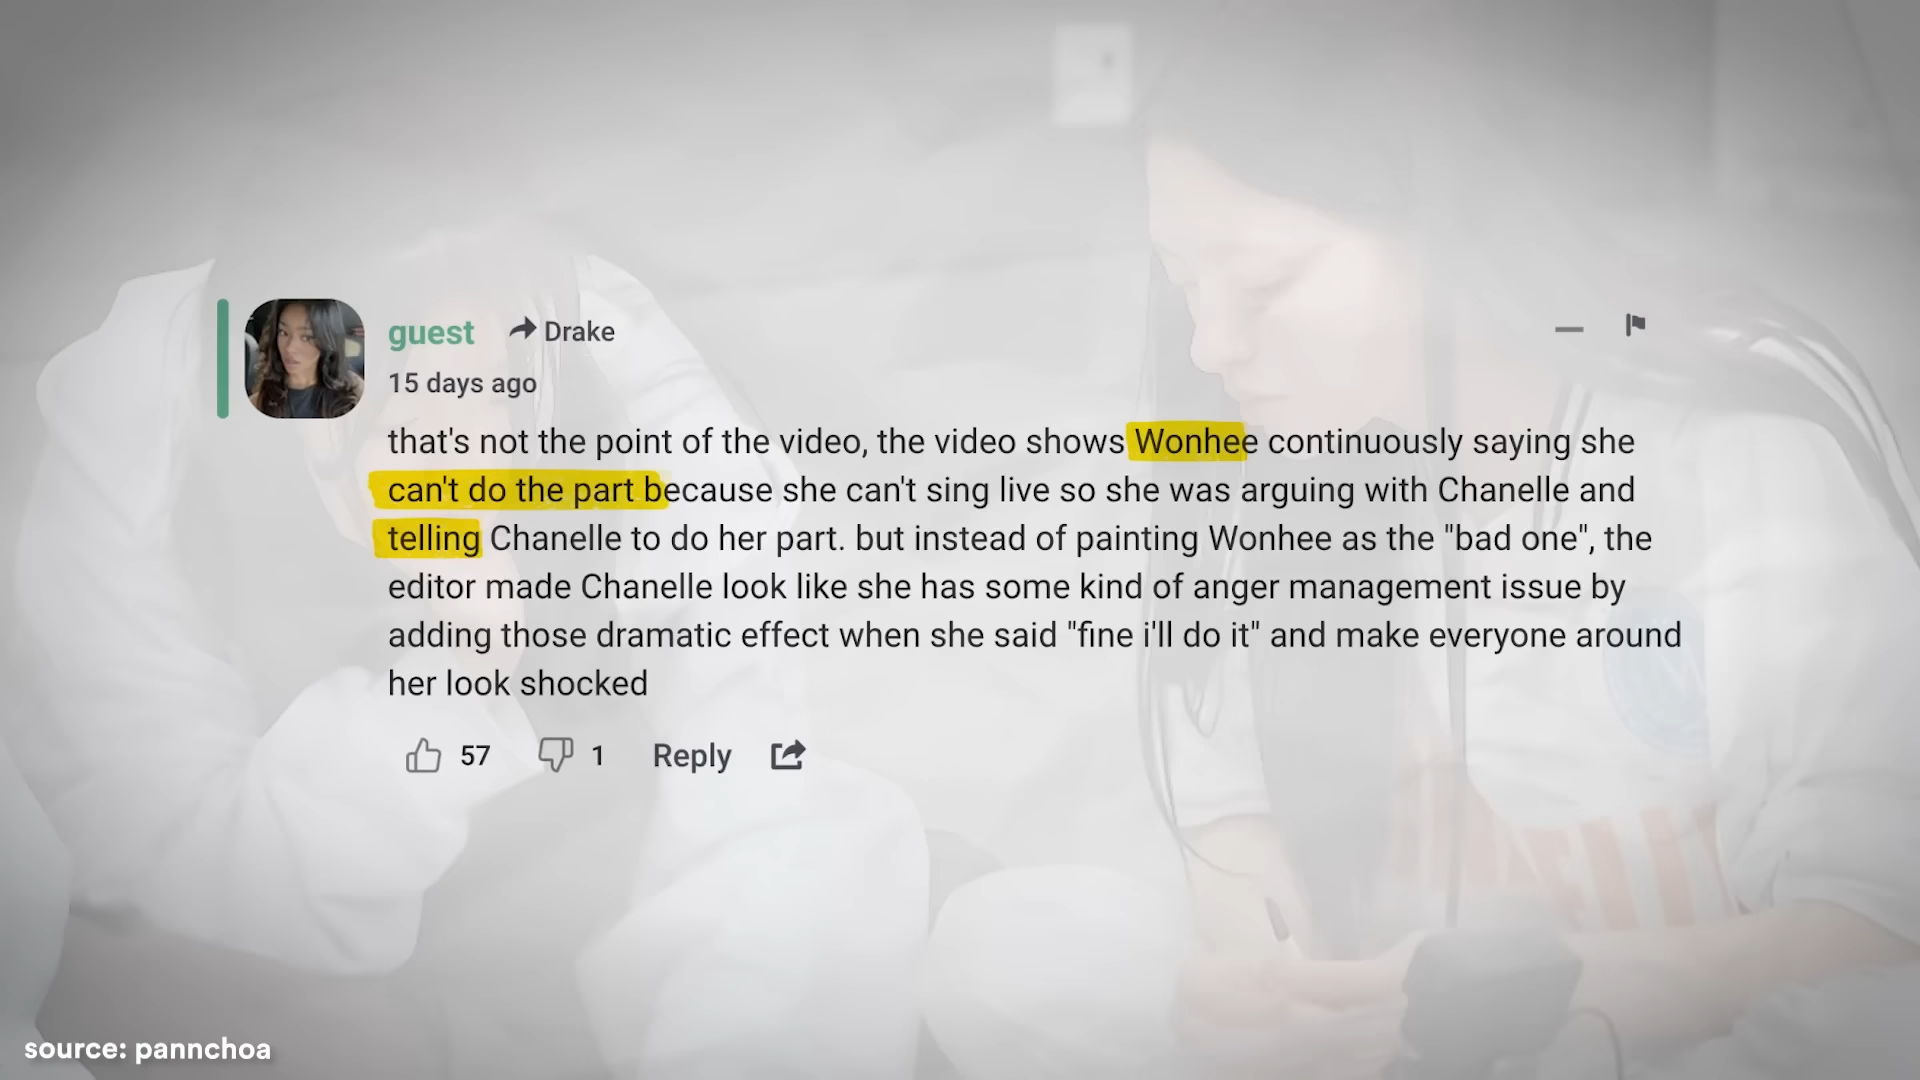 guest Drake
15 days ago
that's not the point of the video, the video shows Wonhee continuously saying she
can't do the part because she can't sing live so she was arguing with Chanelle and
telling Chanelle to do her part. but instead of painting Wonhee as the "bad one", the
editor made Chanelle look like she has some kind of anger management issue by
adding those dramatic effect when she said "fine i'll do it" and make everyone around
her look shocked
57 1 Reply
source: pannchoa